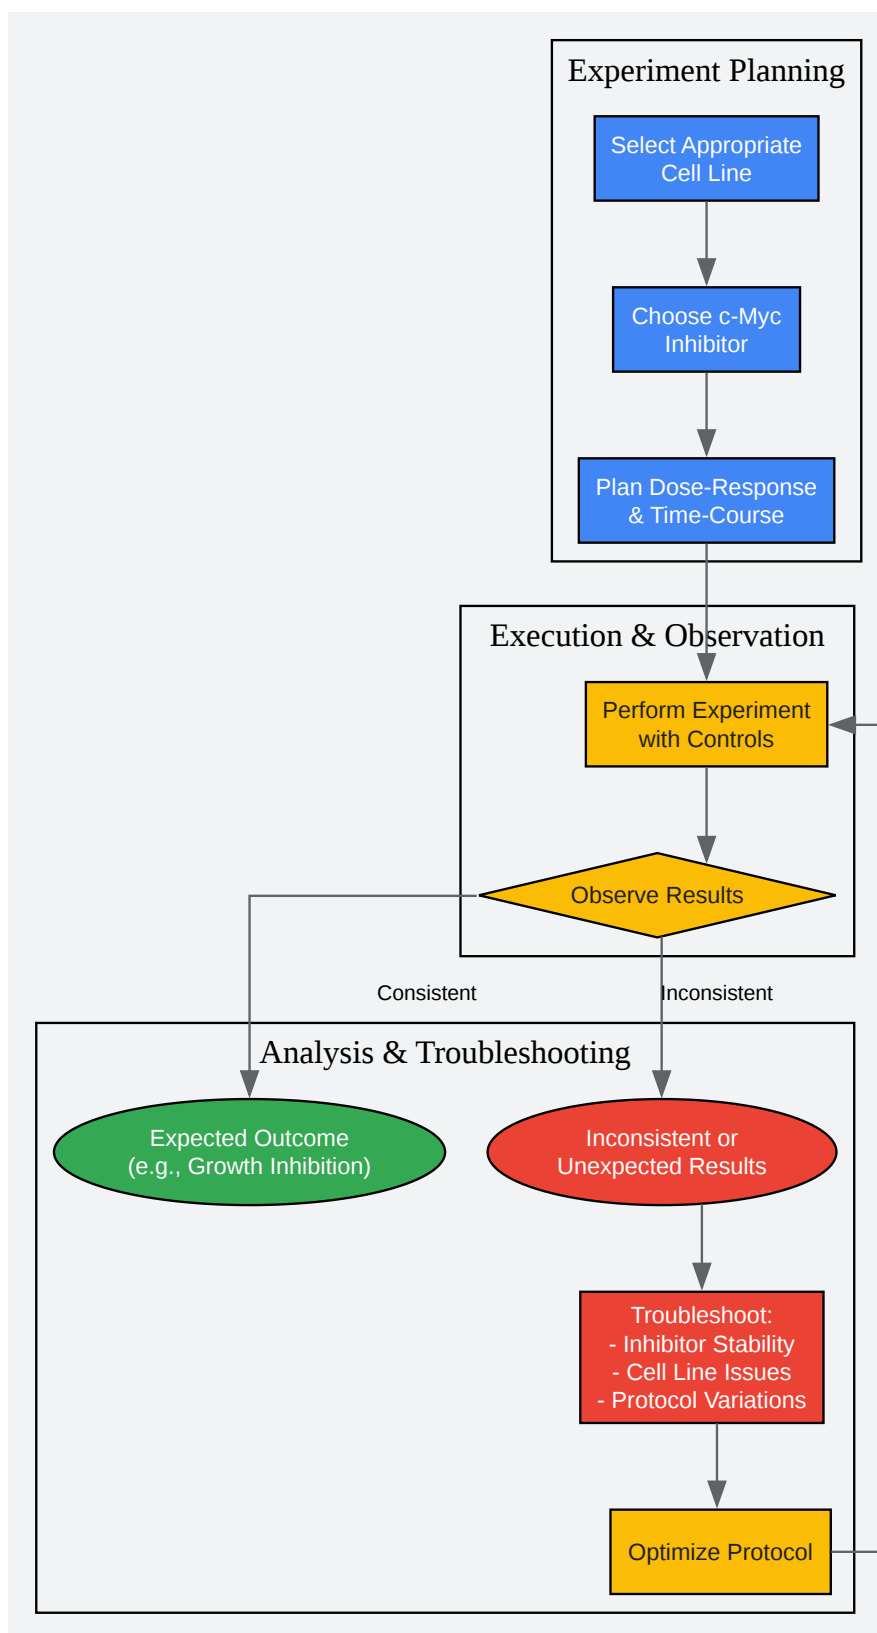 Experiment Planning
Select Appropriate
Cell Line
Choose c-Myc
Inhibitor
Plan Dose-Response
& Time-Course
Execution & Observation
Perform Experiment
with Controls
Observe Results
Consistent
Inconsistent
Analysis & Troubleshooting
Expected Outcome
(e.g., Growth Inhibition)
Inconsistent or
Unexpected Results
Troubleshoot:
- Inhibitor Stability
- Cell Line Issues
- Protocol Variations
Optimize Protocol